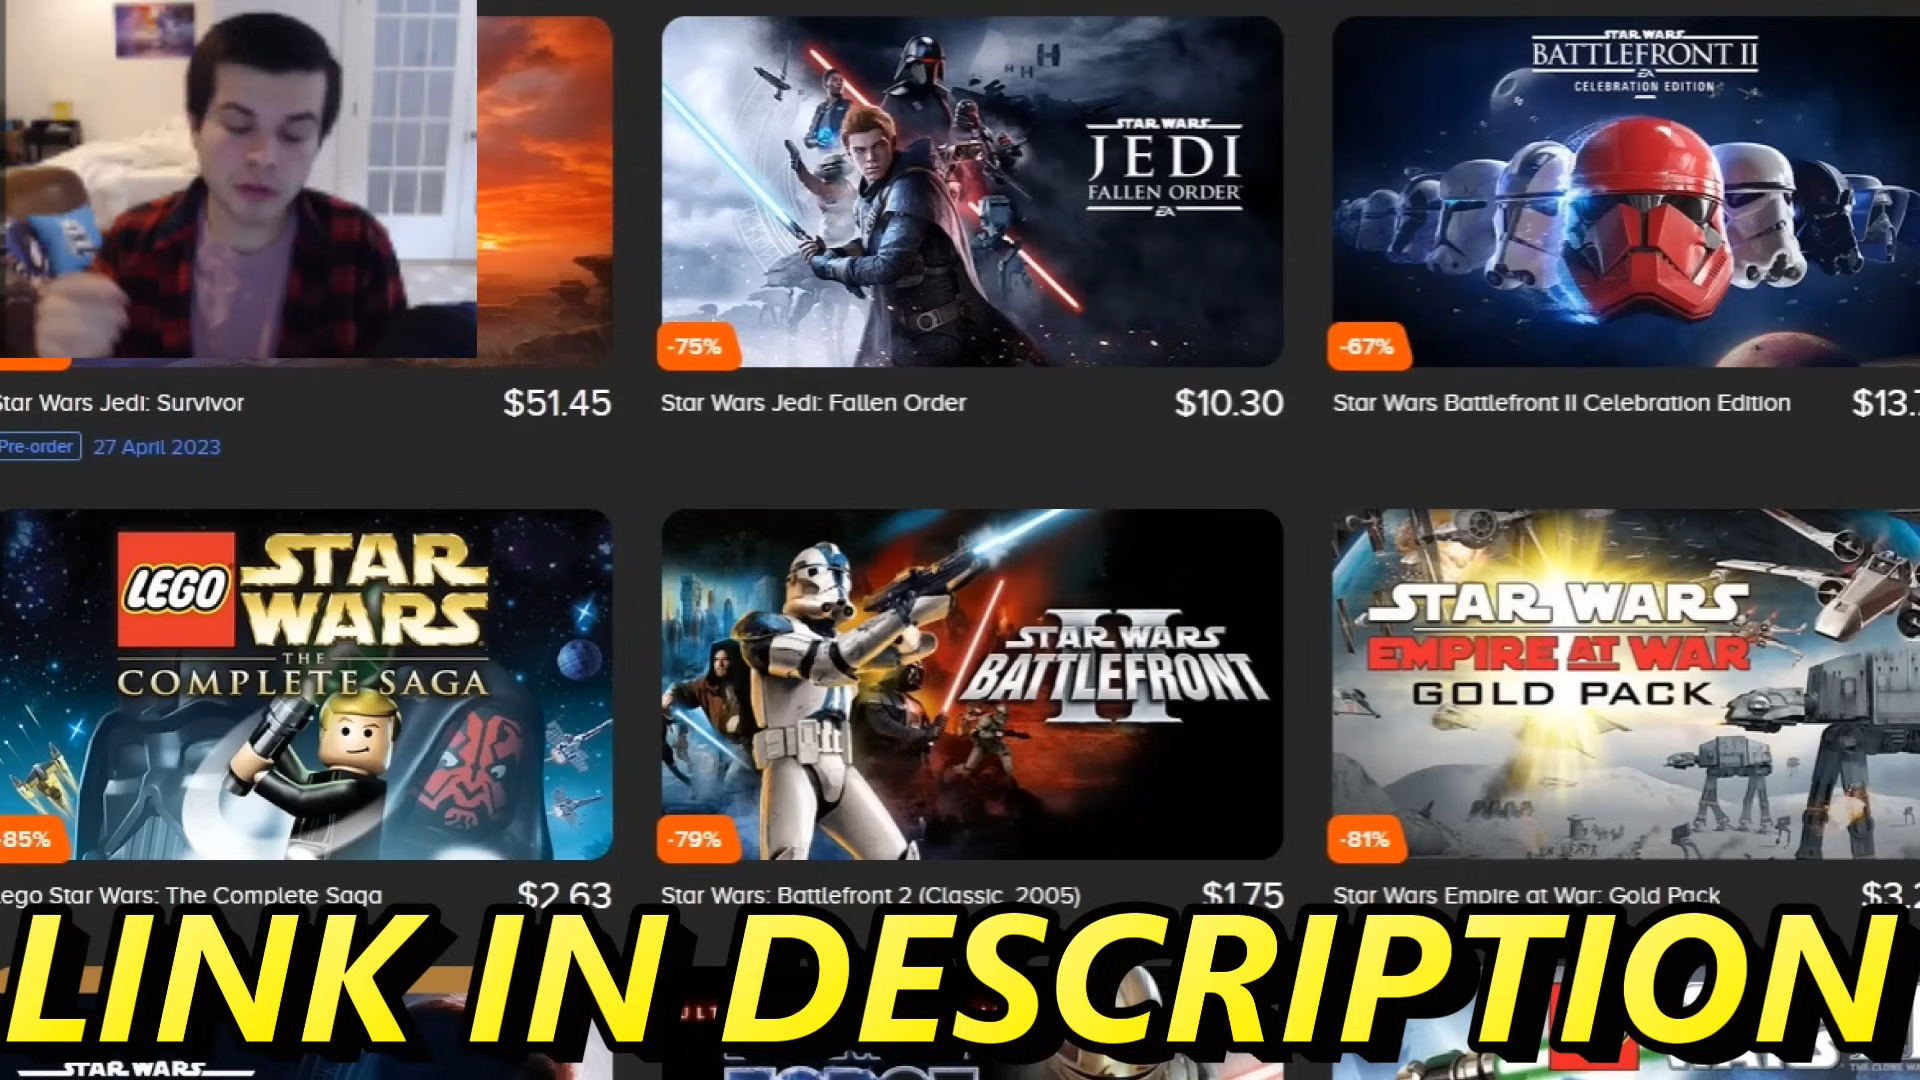 STAR WARS
JEDI
FALLEN ORDER
EA
STAR WARS
BATTLEFRONT II
EA
CELEBRATION EDITION
-75%
-67%
Star Wars Jedi: Survivor
$51.45
Star Wars Jedi: Fallen Order
$10.30
Star Wars Battlefront II Celebration Edition
$13.
Pre-order
27 April 2023
LEGO
STAR
WARS
THE
COMPLETE SAGA
II
STAR WARS
BATTLEFRONT
STAR WARS
EMPIRE AT WAR
GOLD PACK
-85%
-79%
-81%
ego Star Wars: The Complete Saga
$2.63
Star Wars: Battlefront 2 (Classic, 2005)
$1.75
Star Wars Empire at War: Gold Pack
$3.
LINK IN DESCRIPTION
STAR WARS